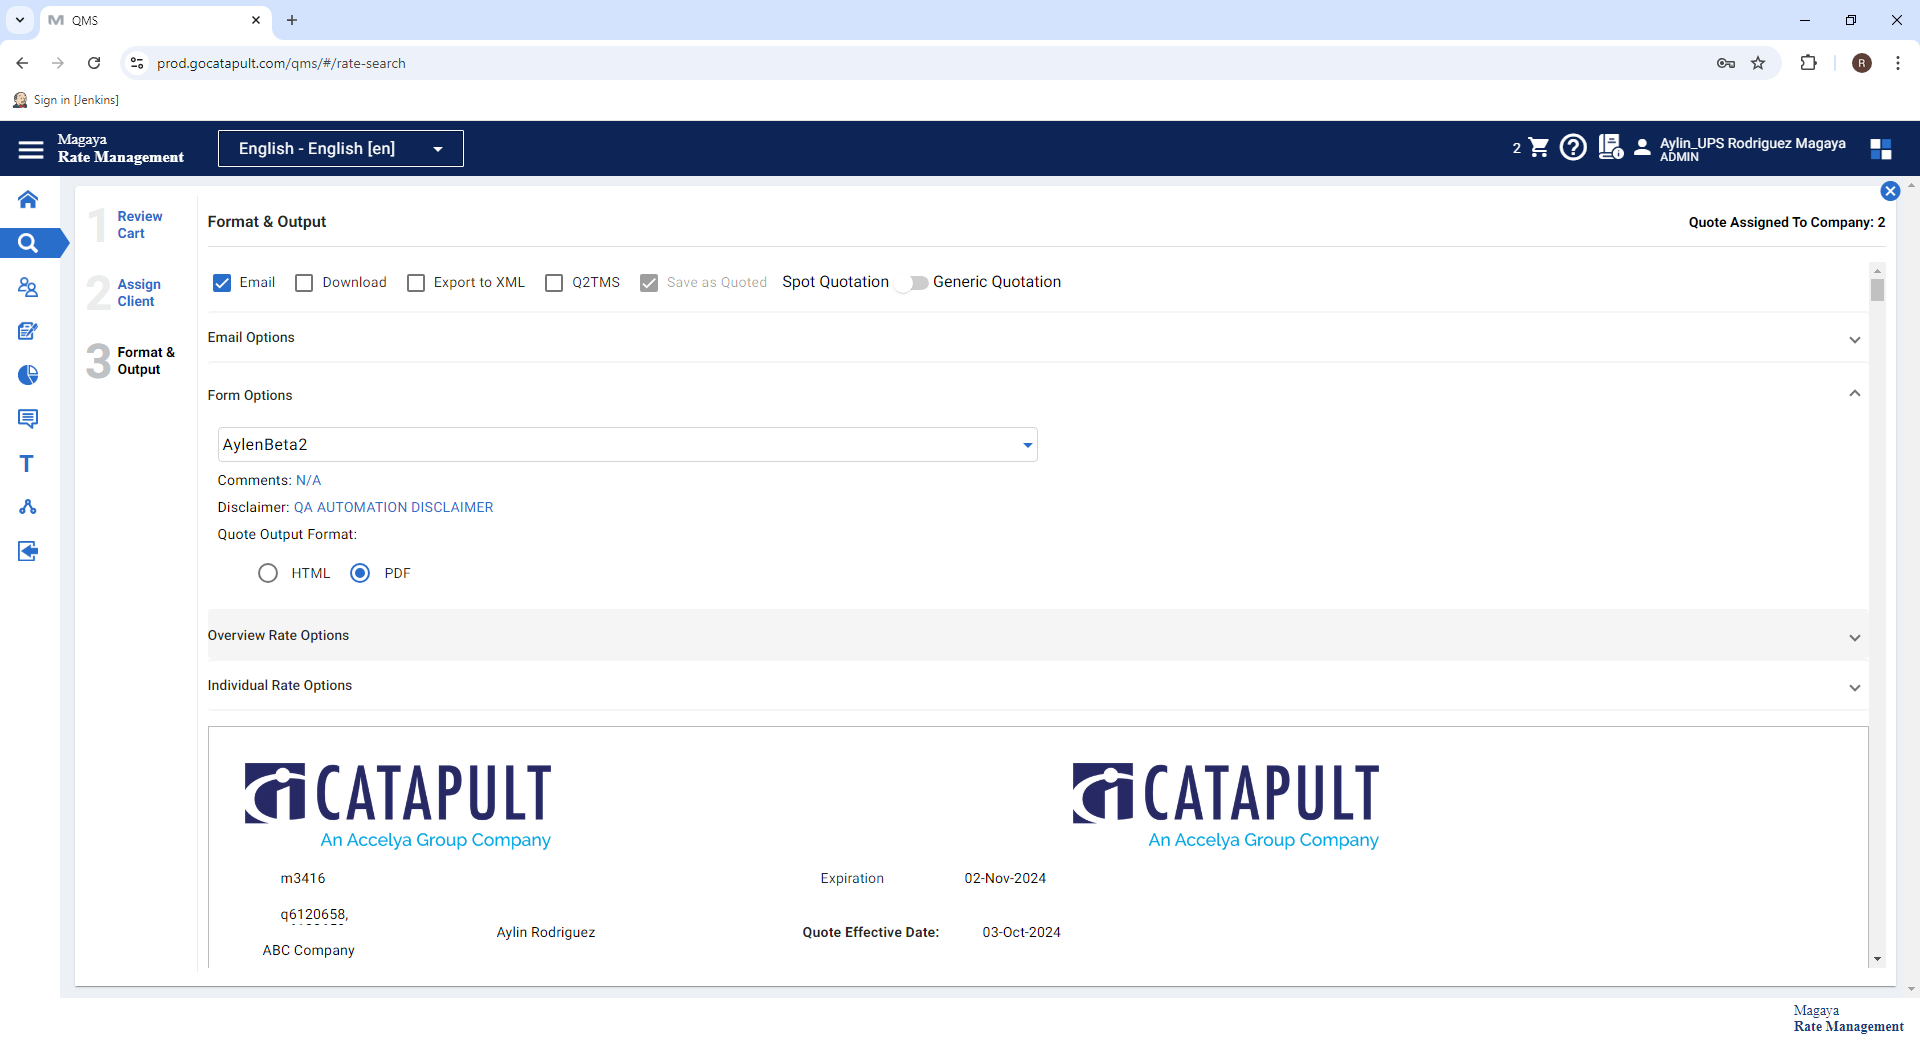 QMS
prod.gocatapult.com/qms/#/rate-search
R
Sign in [Jenkins]
Magaya
Rate Management
English - English [en]
2
Aylin_UPS Rodriguez Magaya
ADMIN
1 Review Cart
2 Assign Client
3 Format & Output
Format & Output
Quote Assigned To Company: 2
Email
Download
Export to XML
Q2TMS
Save as Quoted
Spot Quotation
Generic Quotation
Email Options
Form Options
AylenBeta2
Comments: N/A
Disclaimer: QA AUTOMATION DISCLAIMER
Quote Output Format:
HTML
PDF
Overview Rate Options
Individual Rate Options
CATAPULT
An Accelya Group Company
CATAPULT
An Accelya Group Company
m3416
Expiration
02-Nov-2024
q6120658,
Aylin Rodriguez
Quote Effective Date:
03-Oct-2024
ABC Company
Magaya
Rate Management